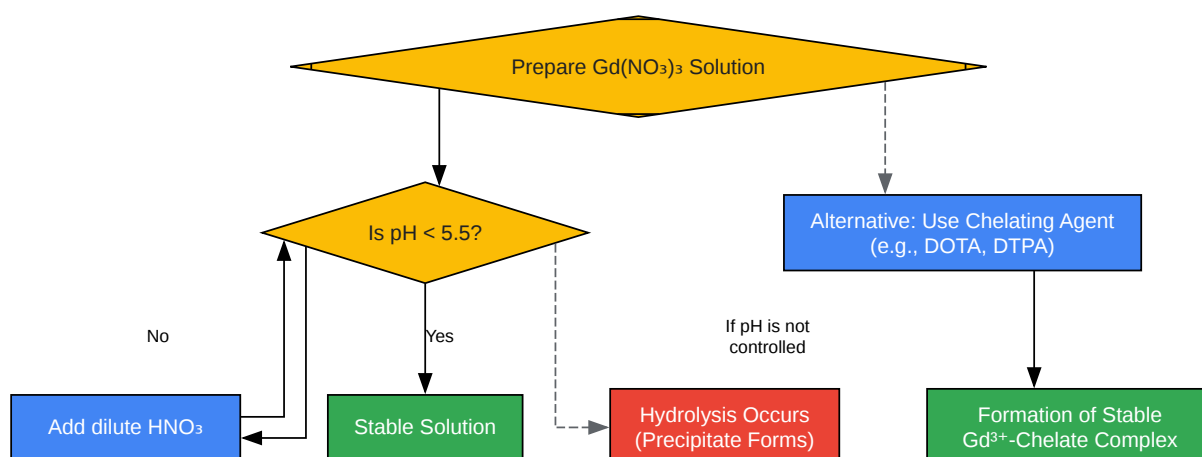 Prepare Gd(NO₃)₃ Solution
Is pH < 5.5?
Alternative: Use Chelating Agent
(e.g., DOTA, DTPA)
No
Yes
If pH is not
controlled
Add dilute HNO₃
Stable Solution
Hydrolysis Occurs
(Precipitate Forms)
Formation of Stable
Gd³⁺-Chelate Complex